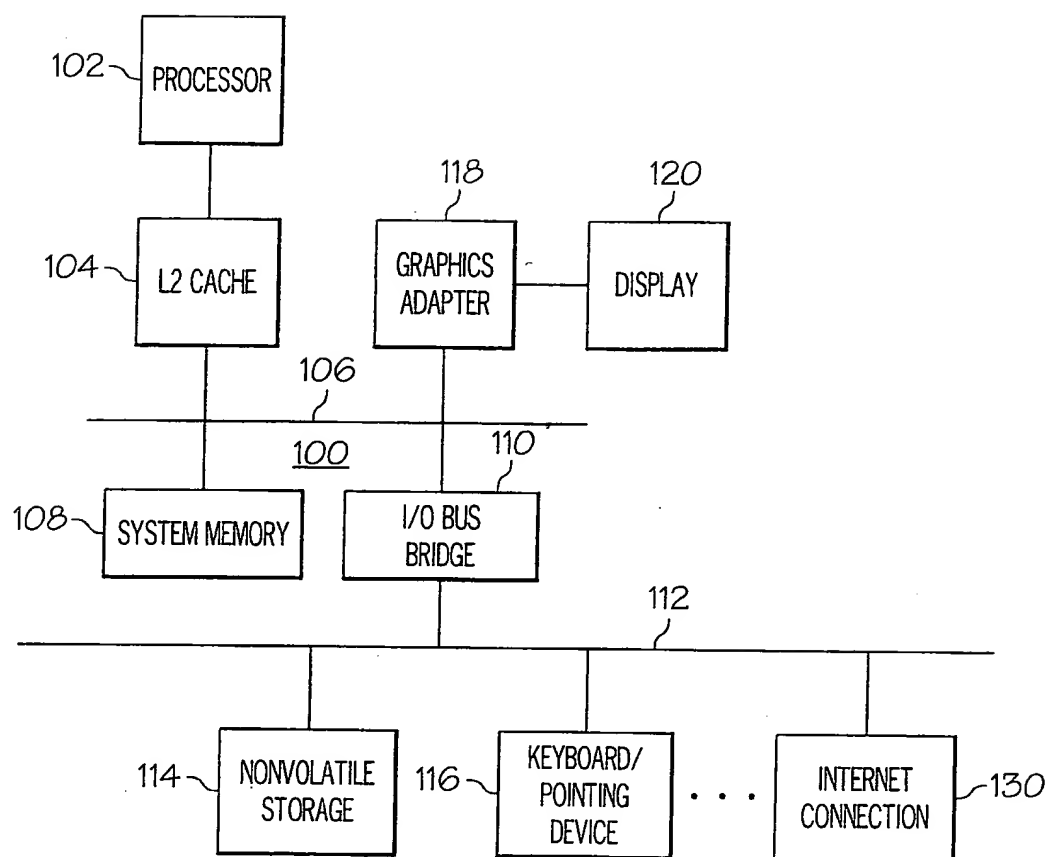 102
PROCESSOR
118
120
104
L2 CACHE
GRAPHICS
ADAPTER
DISPLAY
106
100
110
108
SYSTEM MEMORY
I/O BUS
BRIDGE
112
114
NONVOLATILE
STORAGE
116
KEYBOARD/
POINTING
DEVICE
. . .
INTERNET
CONNECTION
130